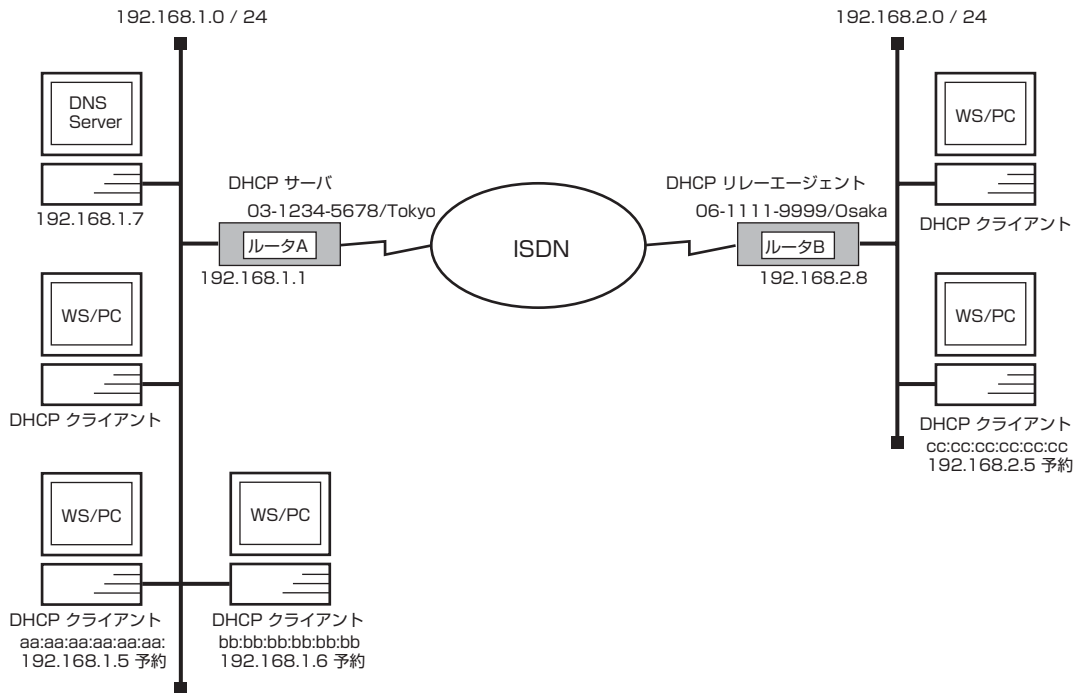 192.168.1.0 / 24
192.168.2.0 / 24
DNS
Server
192.168.1.7
DHCP サーバ
03-1234-5678/Tokyo
ルータA
192.168.1.1
ISDN
DHCP リレーエージェント
06-1111-9999/Osaka
ルータB
192.168.2.8
WS/PC
DHCP クライアント
WS/PC
DHCP クライアント
WS/PC
DHCP クライアント
cc:cc:cc:cc:cc:cc
192.168.2.5 予約
WS/PC
DHCP クライアント
aa:aa:aa:aa:aa:aa:
192.168.1.5 予約
WS/PC
DHCP クライアント
bb:bb:bb:bb:bb:bb
192.168.1.6 予約